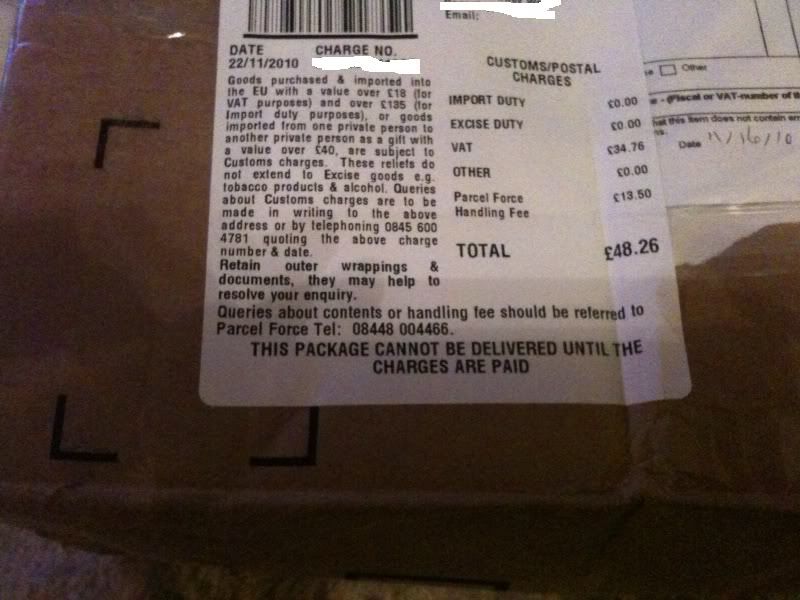 Email:
DATE CHARGE NO.
22/11/2010
Goods purchased & imported into
the EU with a value over £18 (for
VAT purposes) and over £135 (for
Import duty purposes), or goods
imported from one private person to
another private person as a gift with
a value over £40, are subject to
Customs charges. These reliefs do
not extend to Excise goods e.g.
tobacco products & alcohol. Queries
about Customs charges are to be
made in writing to the above
address or by telephoning 0845 600
4781 quoting the above charge
number & date.
Retain outer wrappings &
documents, they may help to
resolve your enquiry.
CUSTOMS/POSTAL
CHARGES
IMPORT DUTY £0.00
EXCISE DUTY £0.00
VAT £34.76
OTHER £0.00
Parcel Force £13.50
Handling Fee
TOTAL £48.26
Queries about contents or handling fee should be referred to
Parcel Force Tel: 08448 004466.
THIS PACKAGE CANNOT BE DELIVERED UNTIL THE
CHARGES ARE PAID
Other
(Fiscal or VAT-number of
this item does not contain
Date